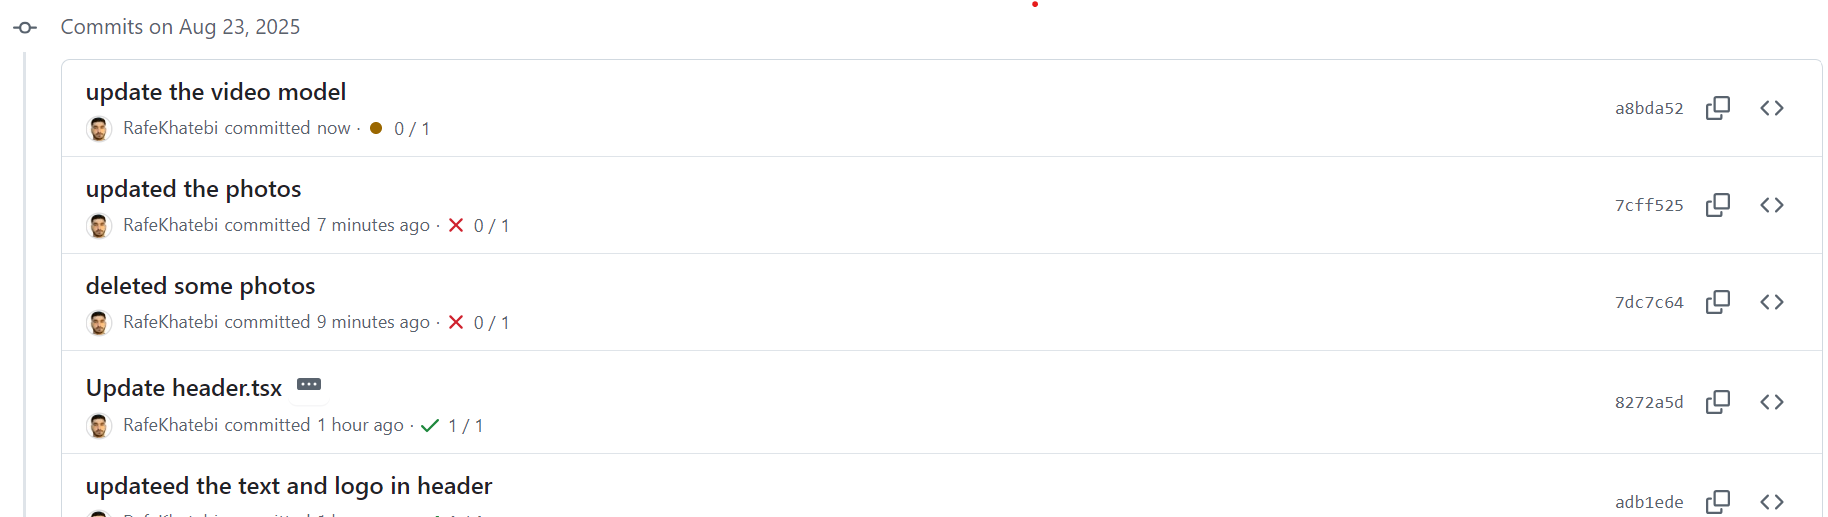 Commits on Aug 23, 2025
update the video model
RafeKhatebi committed now · 0 / 1
a8bda52
updated the photos
RafeKhatebi committed 7 minutes ago · 0 / 1
7cff525
deleted some photos
RafeKhatebi committed 9 minutes ago · 0 / 1
7dc7c64
Update header.tsx
RafeKhatebi committed 1 hour ago · 1 / 1
8272a5d
updateed the text and logo in header
adb1ede